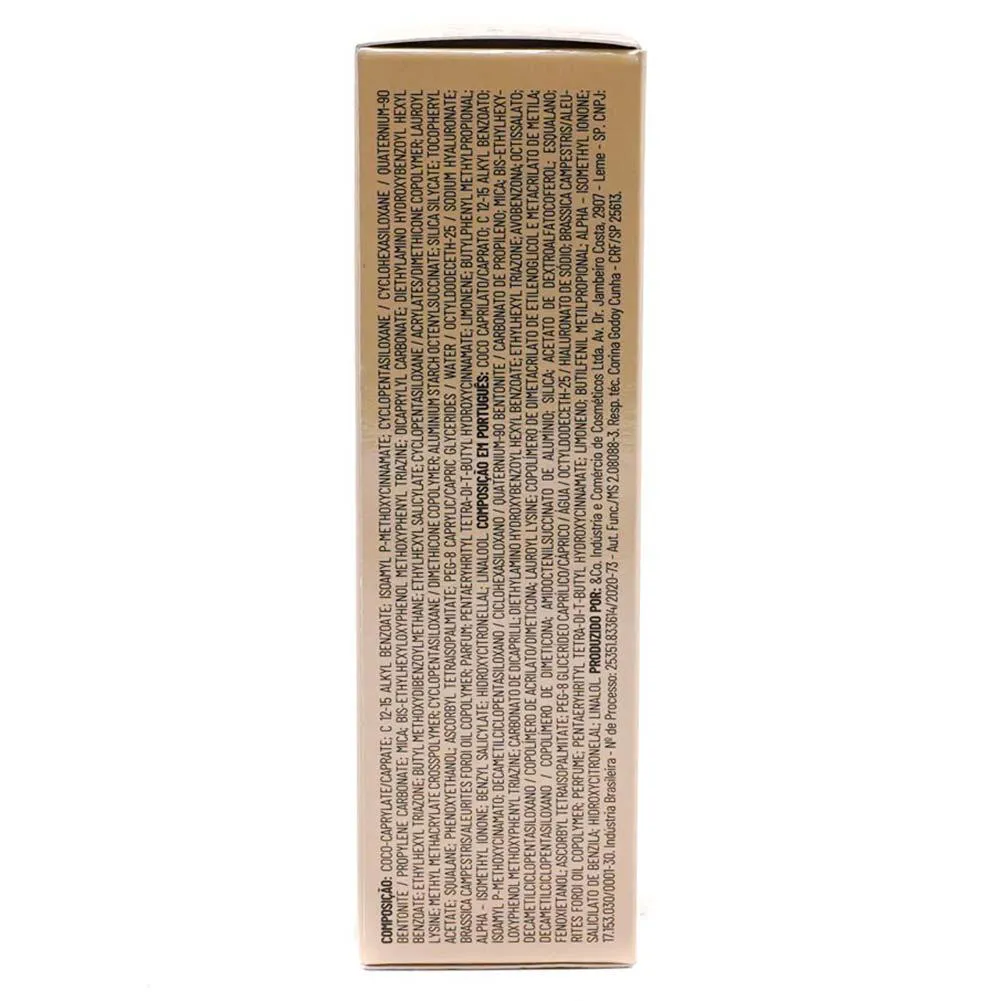 COMPOSIÇÃO: COCO-CAPRYLATE/CAPRATE; C 12-15 ALKYL BENZOATE; ISOAMYL P-METHOXYCINNAMATE; CYCLOPENTASILOXANE / CYCLOHEXASILOXANE / QUATERNIUM-90
BENTONITE / PROPYLENE CARBONATE; MICA; BIS-ETHYLHEXYLOXYPHENOL METHOXYPHENYL TRIAZINE; DICAPRYLYL CARBONATE; DIETHYLAMINO HYDROXYBENZOYL HEXYL
BENZOATE; ETHYLHEXYL TRIAZONE; BUTYL METHOXYDIBENZOYLMETHANE; ETHYLHEXYL SALICYLATE; CYCLOPENTASILOXANE / ACRYLATES/DIMETHICONE COPOLYMER; LAUROYL
LYSINE; METHYL METHACRYLATE CROSSPOLYMER; CYCLOPENTASILOXANE / DIMETHICONE COPOLYMER; ALUMINIUM STARCH OCTENYLSUCCINATE; SILICA SILYCATE; TOCOPHERYL
ACETATE; SQUALANE; PHENOXYETHANOL; ASCORBYL TETRAISOPALMITATE; PEG-8 CAPRYLIC/CAPRIC GLYCERIDES / WATER / OCTYLDODECETH-25 / SODIUM HYALURONATE;
BRASSICA CAMPESTRIS/ALEURITES FORDI OIL COPOLYMER; PARFUM; PENTAERYHRITYL TETRA-DI-T-BUTYL HYDROXYCINNAMATE; LIMONENE; BUTYLPHENYL METHYLPROPIONAL;
ALPHA - ISOMETHYL IONONE; BENZYL SALICYLATE; HIDROXYCITRONELLAL; LINALOOL COMPOSIÇÃO EM PORTUGUÊS: COCO CAPRILATO/CAPRATO; C 12-15 ALKYL BENZOATO;
ISOAMYL P-METHOXYCINAMATO; DECAMETILCICLOPENTASILOXANO / CICLOHEXASILOXANO / QUATERNIUM-90 BENTONITE / CARBONATO DE PROPILENO; MICA; BIS-ETHYLHEXY-
LOXYPHENOL METHOXYPHENYL TRIAZINE; CARBONATO DE DICAPRILIL; DIETHYLAMINO HYDROXYBENZOYL HEXYL BENZOATE; ETHYLHEXYL TRIAZONE; AVOBENZONA; OCTISSALATO;
DECAMETILCICLOPENTASILOXANO / COPOLÍMERO DE ACRILATO/DIMETICONA; LAUROYL LYSINE; COPOLÍMERO DE DIMETACRILATO DE ETILENOGLICOL E METACRILATO DE METILA;
DECAMETILCICLOPENTASILOXANO / COPOLÍMERO DE DIMETICONA; AMIDOCTENILSUCCINATO DE ALUMÍNIO; SILICA; ACETATO DE DEXTROALFATOCOFEROL; ESQUALANO;
FENOXIETANOL; ASCORBYL TETRAISOPALMITATE; PEG-8 GLICERÍDEO CAPRÍLICO/CÁPRICO / ÁGUA / OCTYLDODECETH-25 / HIALURONATO DE SÓDIO; BRASSICA CAMPESTRIS/ALEU-
RITES FORDI OIL COPOLYMER; PERFUME; PENTAERYHRITYL TETRA-DI-T-BUTYL HYDROXYCINNAMATE; LIMONENO; BUTILFENIL METILPROPIONAL; ALPHA - ISOMETHYL IONONE;
SALICILATO DE BENZILA; HIDROXYCITRONELAL; LINALOL PRODUZIDO POR: &Co. Indústria e Comércio de Cosméticos Ltda. Av. Dr. Jambeiro Costa, 2907 - Leme - SP. CNPJ:
17.153.030/0001-30. Indústria Brasileira - Nº de Processo: 25351.833614/2020-73 - Aut. Func./MS 2.08088-3. Resp. téc. Corina Godoy Cunha - CRF/SP 25613.